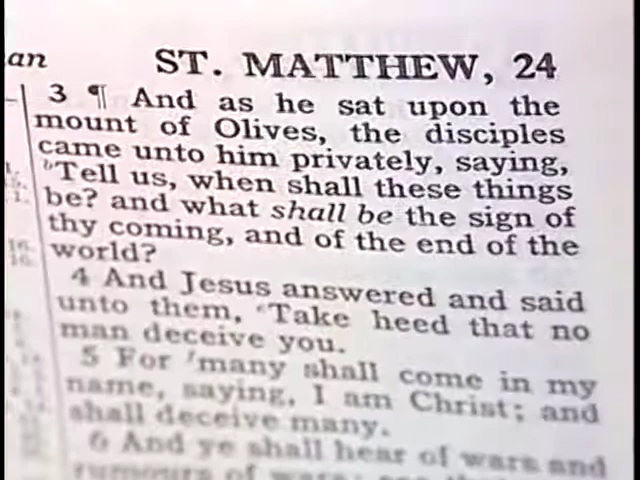 an ST. MATTHEW, 24
3 ¶ And as he sat upon the
mount of Olives, the disciples
came unto him privately, saying,
Tell us, when shall these things
be? and what shall be the sign of
thy coming, and of the end of the
world?
4 And Jesus answered and said
unto them, Take heed that no
man deceive you.
5 For many shall come in my
name, saying, I am Christ; and
shall deceive many.
6 And ye shall hear of wars and
rumours of wars: